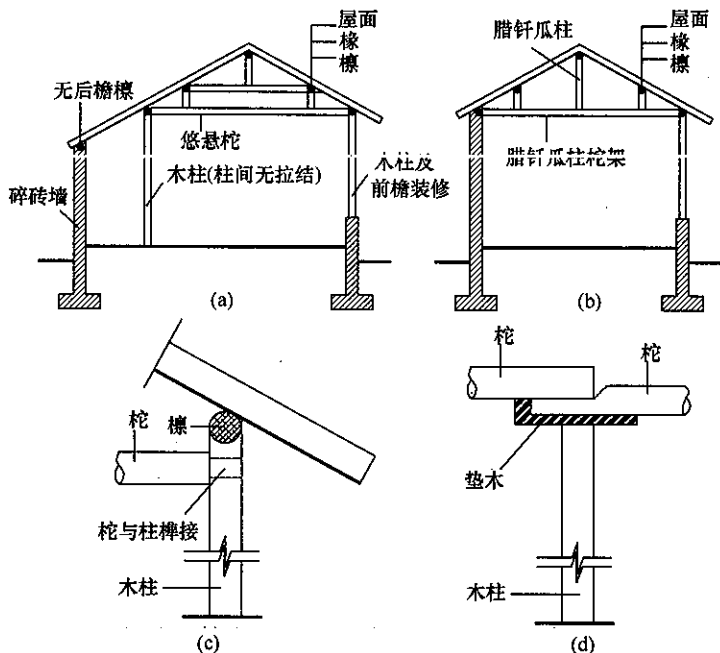 屋面
椽
檩
无后檐檩
悠悬柁
木柱(柱间无拉结)
木柱及
前檐装修
碎砖墙
(a)
腊钎瓜柱
屋面
椽
檩
腊钎瓜柱柁架
(b)
柁
檩
柁与柱榫接
木柱
(c)
柁
柁
垫木
木柱
(d)